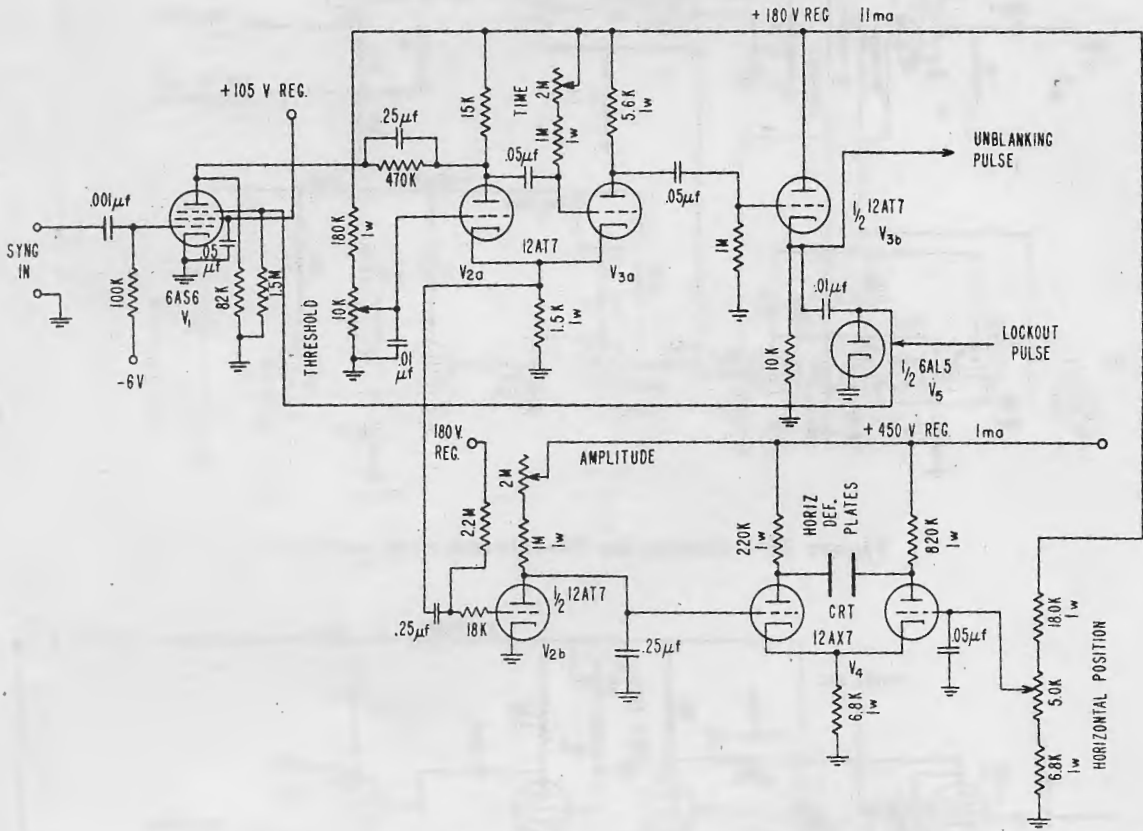 +180 V REG 11ma
+105 V REG.
.25µf
470K
15K
TIME
2M
1M
1w
5.6K
1w
.05µf
.05µf
UNBLANKING
PULSE
.001µf
SYNG
IN
100K
-6V
.05
µf
6AS6
V1
82K
1.5M
180K
1w
THRESHOLD
10K
.01
µf
12AT7
V2a
V3a
1.5K
1w
1M
1/2 12AT7
V3b
.01µf
10K
1/2 6AL5
V5
LOCKOUT
PULSE
180V.
REG.
2.2M
2M
AMPLITUDE
1M
1w
+450 V REG. 1ma
220K
1w
HORIZ
DEF.
PLATES
820K
1w
.25µf
18K
1/2 12AT7
V2b
.25µf
CRT
12AX7
V4
6.8K
1w
.05µf
18.0K
1w
5.0K
6.8K
1w
HORIZONTAL POSITION